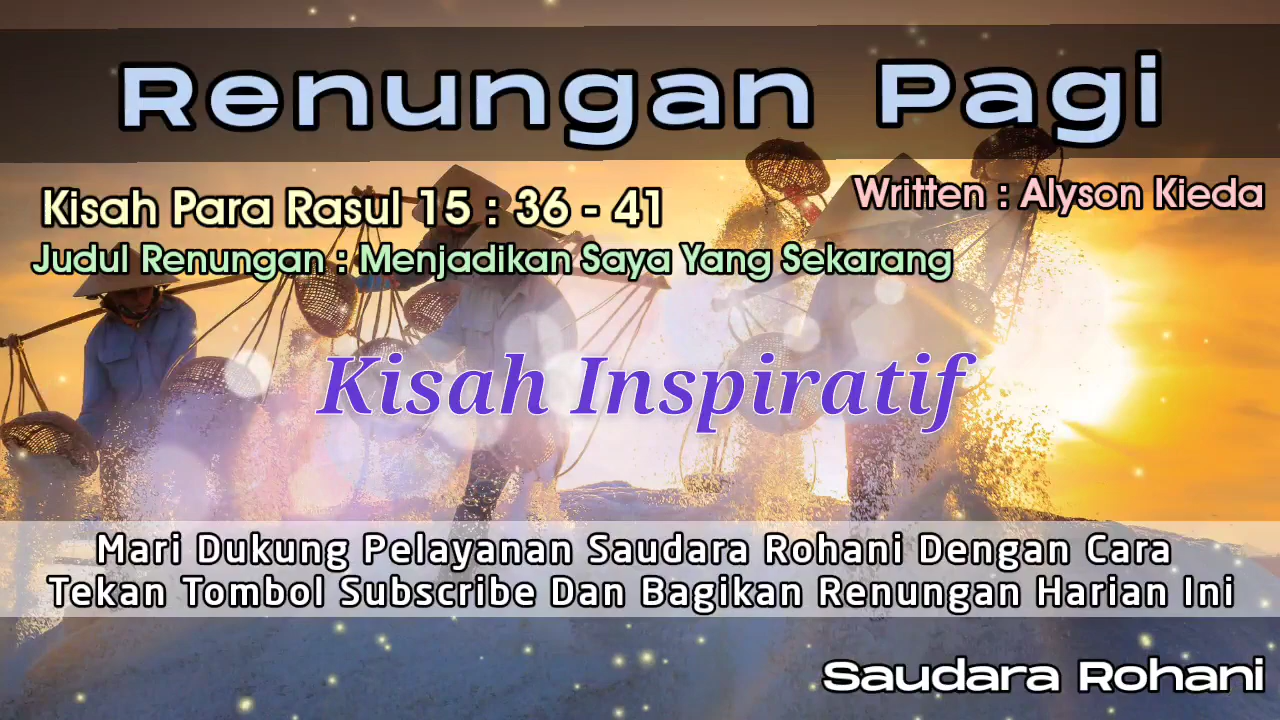 Renungan Pagi
Kisah Para Rasul 15 : 36 - 41
Written : Alyson Kieda
Judul Renungan : Menjadikan Saya Yang Sekarang
Kisah Inspiratif
Mari Dukung Pelayanan Saudara Rohani Dengan Cara
Tekan Tombol Subscribe Dan Bagikan Renungan Harian Ini
Saudara Rohani